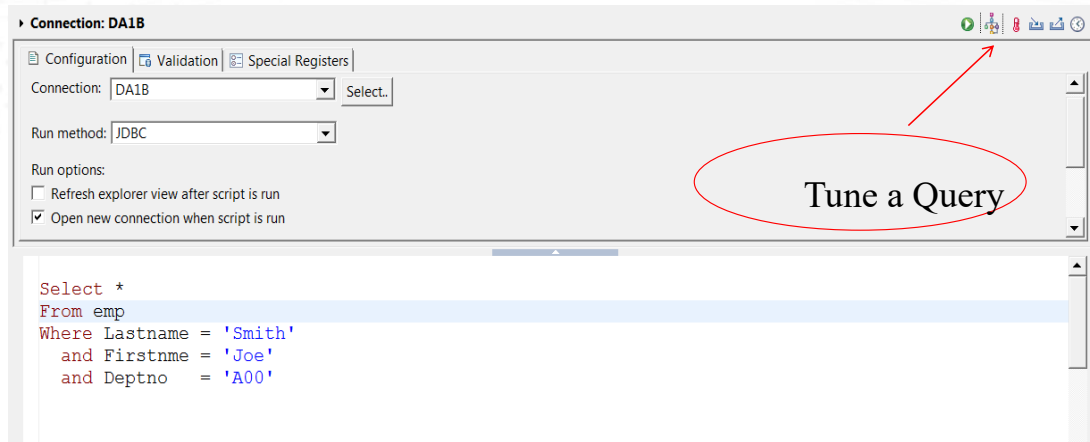 Connection: DA1B
Configuration Validation Special Registers
Connection: DA1B Select..
Run method: JDBC
Run options:
Refresh explorer view after script is run
Open new connection when script is run
Tune a Query
Select *
From emp
Where Lastname = 'Smith'
and Firstnme = 'Joe'
and Deptno = 'A00'